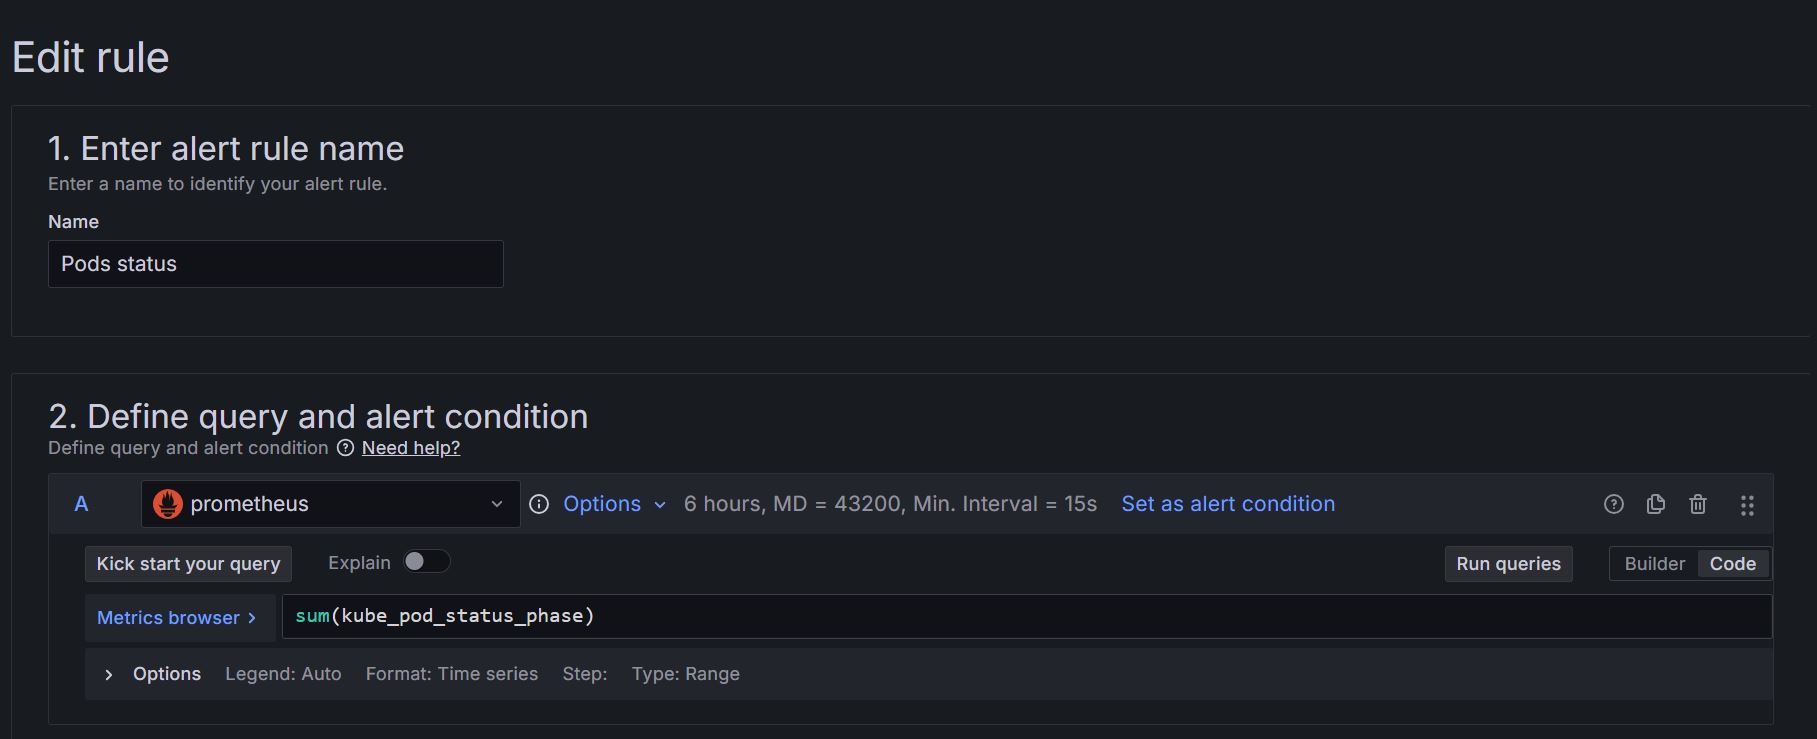 Edit rule
1. Enter alert rule name
Enter a name to identify your alert rule.
Name
Pods status
2. Define query and alert condition
Define query and alert condition Need help?
A prometheus Options 6 hours, MD = 43200, Min. Interval = 15s Set as alert condition
Kick start your query Explain Run queries Builder Code
Metrics browser > sum(kube_pod_status_phase)
> Options Legend: Auto Format: Time series Step: Type: Range